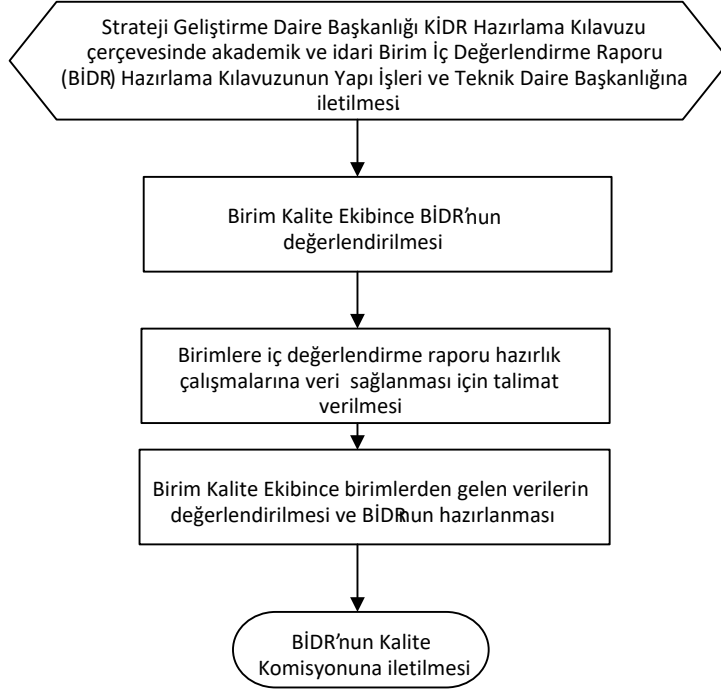 Strateji Geliştirme Daire Başkanlığı KİDR Hazırlama Kılavuzu
çerçevesinde akademik ve idari Birim İç Değerlendirme Raporu
(BİDR) Hazırlama Kılavuzunun Yapı İşleri ve Teknik Daire Başkanlığına
iletilmesi.
Birim Kalite Ekibince BİDR'nun
değerlendirilmesi
Birimlere iç değerlendirme raporu hazırlık
çalışmalarına veri sağlanması için talimat
verilmesi
Birim Kalite Ekibince birimlerden gelen verilerin
değerlendirilmesi ve BİDR'nun hazırlanması
BİDR'nun Kalite
Komisyonuna iletilmesi